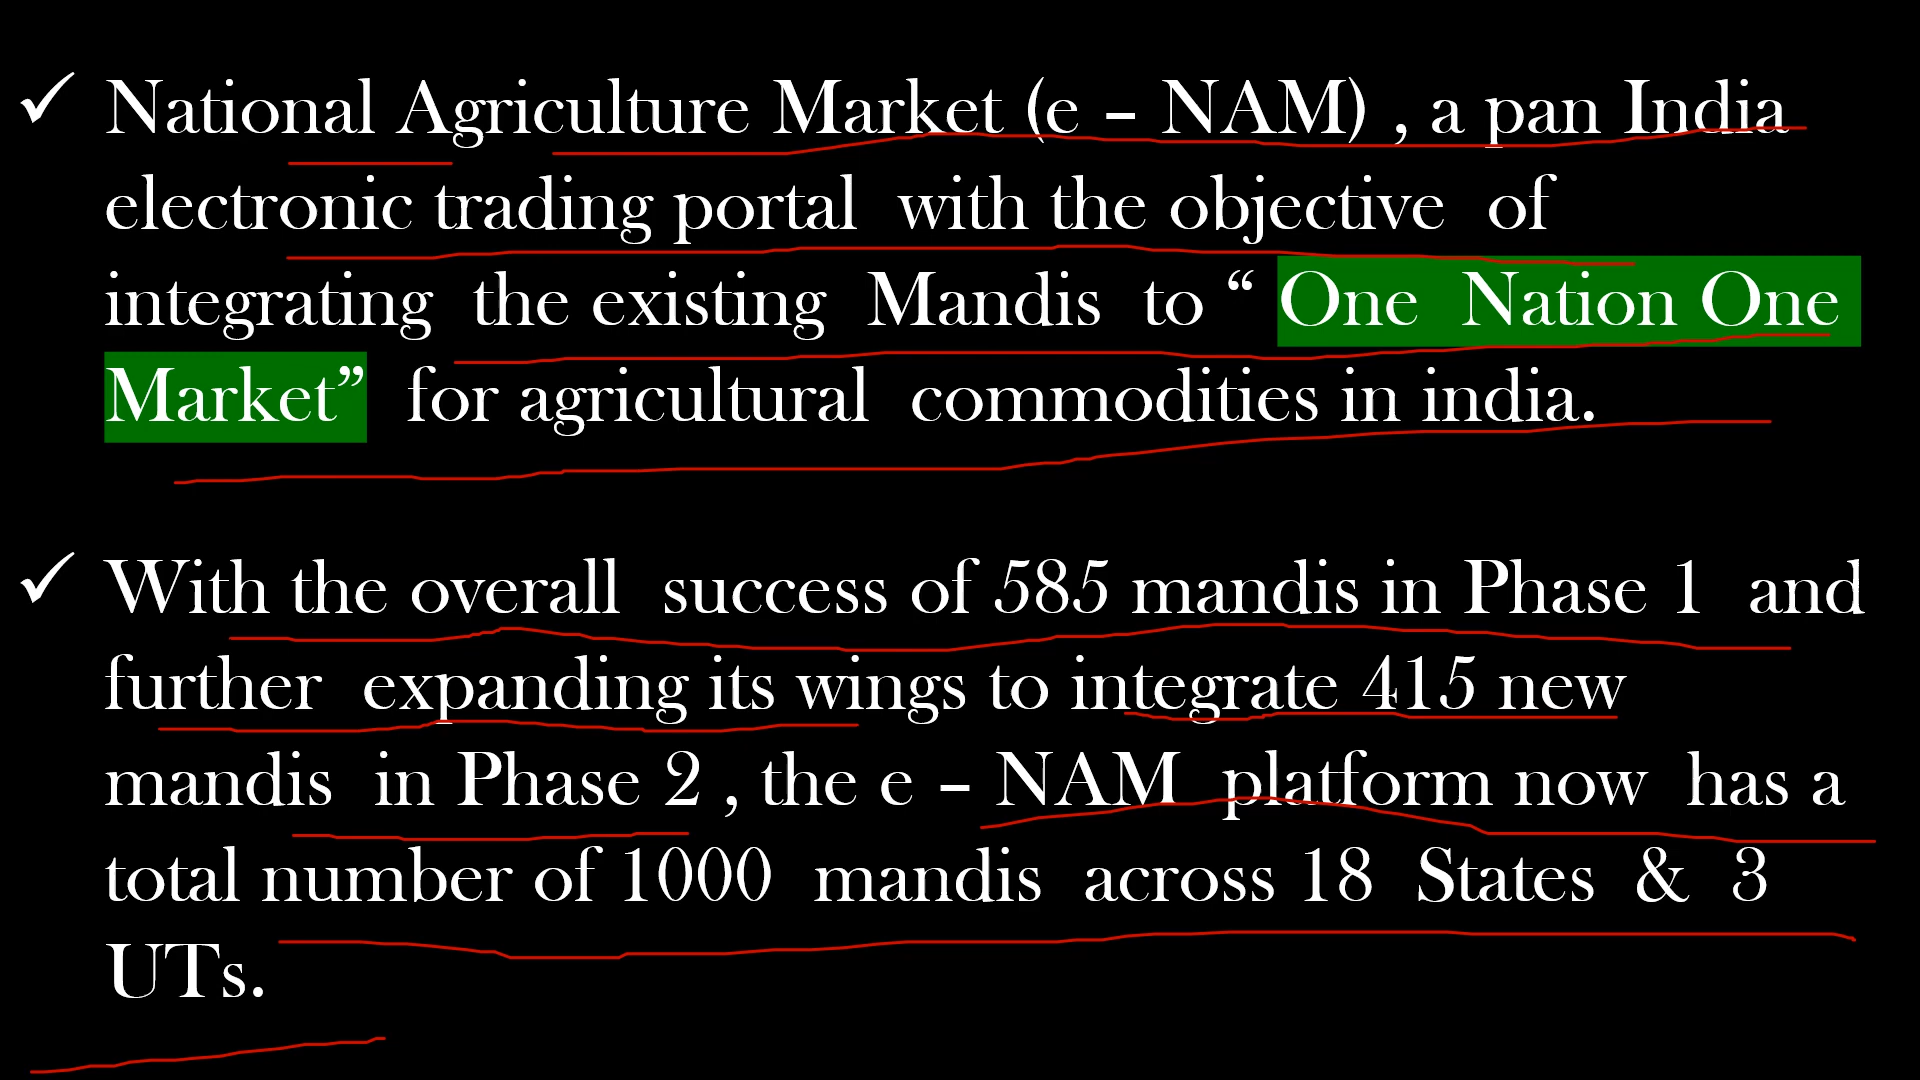 ✓ National Agriculture Market (e – NAM) , a pan India
electronic trading portal with the objective of
integrating the existing Mandis to “ One Nation One
Market” for agricultural commodities in india.
✓ With the overall success of 585 mandis in Phase 1 and
further expanding its wings to integrate 415 new
mandis in Phase 2 , the e – NAM platform now has a
total number of 1000 mandis across 18 States & 3
UTs.